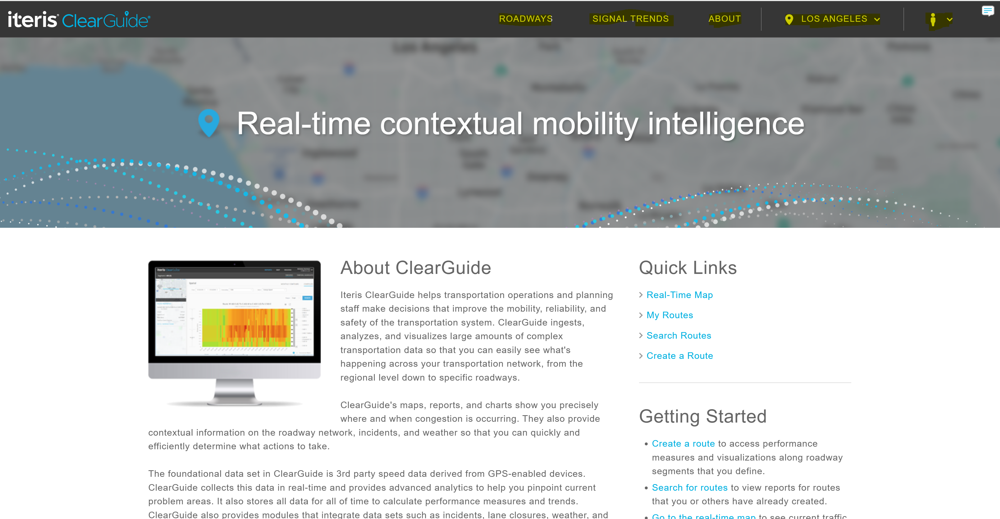 iteris® ClearGuide®
ROADWAYS
SIGNAL TRENDS
ABOUT
LOS ANGELES
Los Angeles
Real-time contextual mobility intelligence
About ClearGuide
Iteris ClearGuide helps transportation operations and planning
staff make decisions that improve the mobility, reliability, and
safety of the transportation system. ClearGuide ingests,
analyzes, and visualizes large amounts of complex
transportation data so that you can easily see what's
happening across your transportation network, from the
regional level down to specific roadways.
ClearGuide's maps, reports, and charts show you precisely
where and when congestion is occurring. They also provide
contextual information on the roadway network, incidents, and weather so that you can quickly and
efficiently determine what actions to take.
The foundational data set in ClearGuide is 3rd party speed data derived from GPS-enabled devices.
ClearGuide collects this data in real-time and provides advanced analytics to help you pinpoint current
problem areas. It also stores all data for all of time to calculate performance measures and trends.
ClearGuide also provides modules that integrate data sets such as incidents, lane closures, weather, and
Quick Links
Real-Time Map
My Routes
Search Routes
Create a Route
Getting Started
• Create a route to access performance
measures and visualizations along roadway
segments that you define.
• Search for routes to view reports for routes
that you or others have already created.
• Go to the real-time map to see current traffic